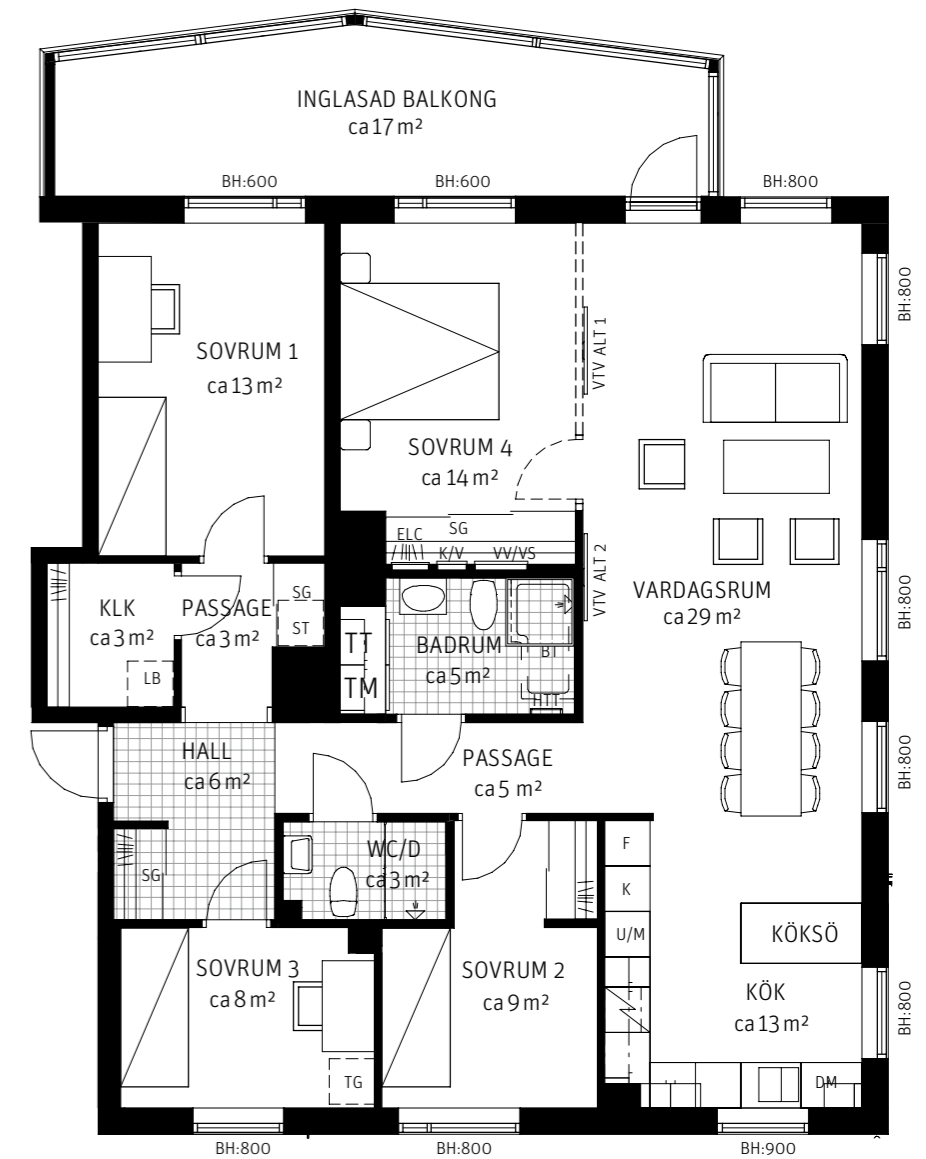 INGLASAD BALKONG
ca 17 m²
BH:600
BH:600
BH:800
BH:800
SOVRUM 1
ca 13 m²
VTV ALT 1
SOVRUM 4
ca 14 m²
SG
ELC
K/V
VV/VS
VTV ALT 2
VARDAGSRUM
ca 29 m²
BH:800
KLK
ca 3 m²
LB
PASSAGE
ca 3 m²
SG
ST
TT
TM
BADRUM
ca 5 m²
BT
HTT
HALL
ca 6 m²
PASSAGE
ca 5 m²
BH:800
SG
WC/D
ca 3 m²
F
K
U/M
KÖKSÖ
SOVRUM 3
ca 8 m²
TG
SOVRUM 2
ca 9 m²
KÖK
ca 13 m²
BH:800
DM
BH:800
BH:800
BH:900